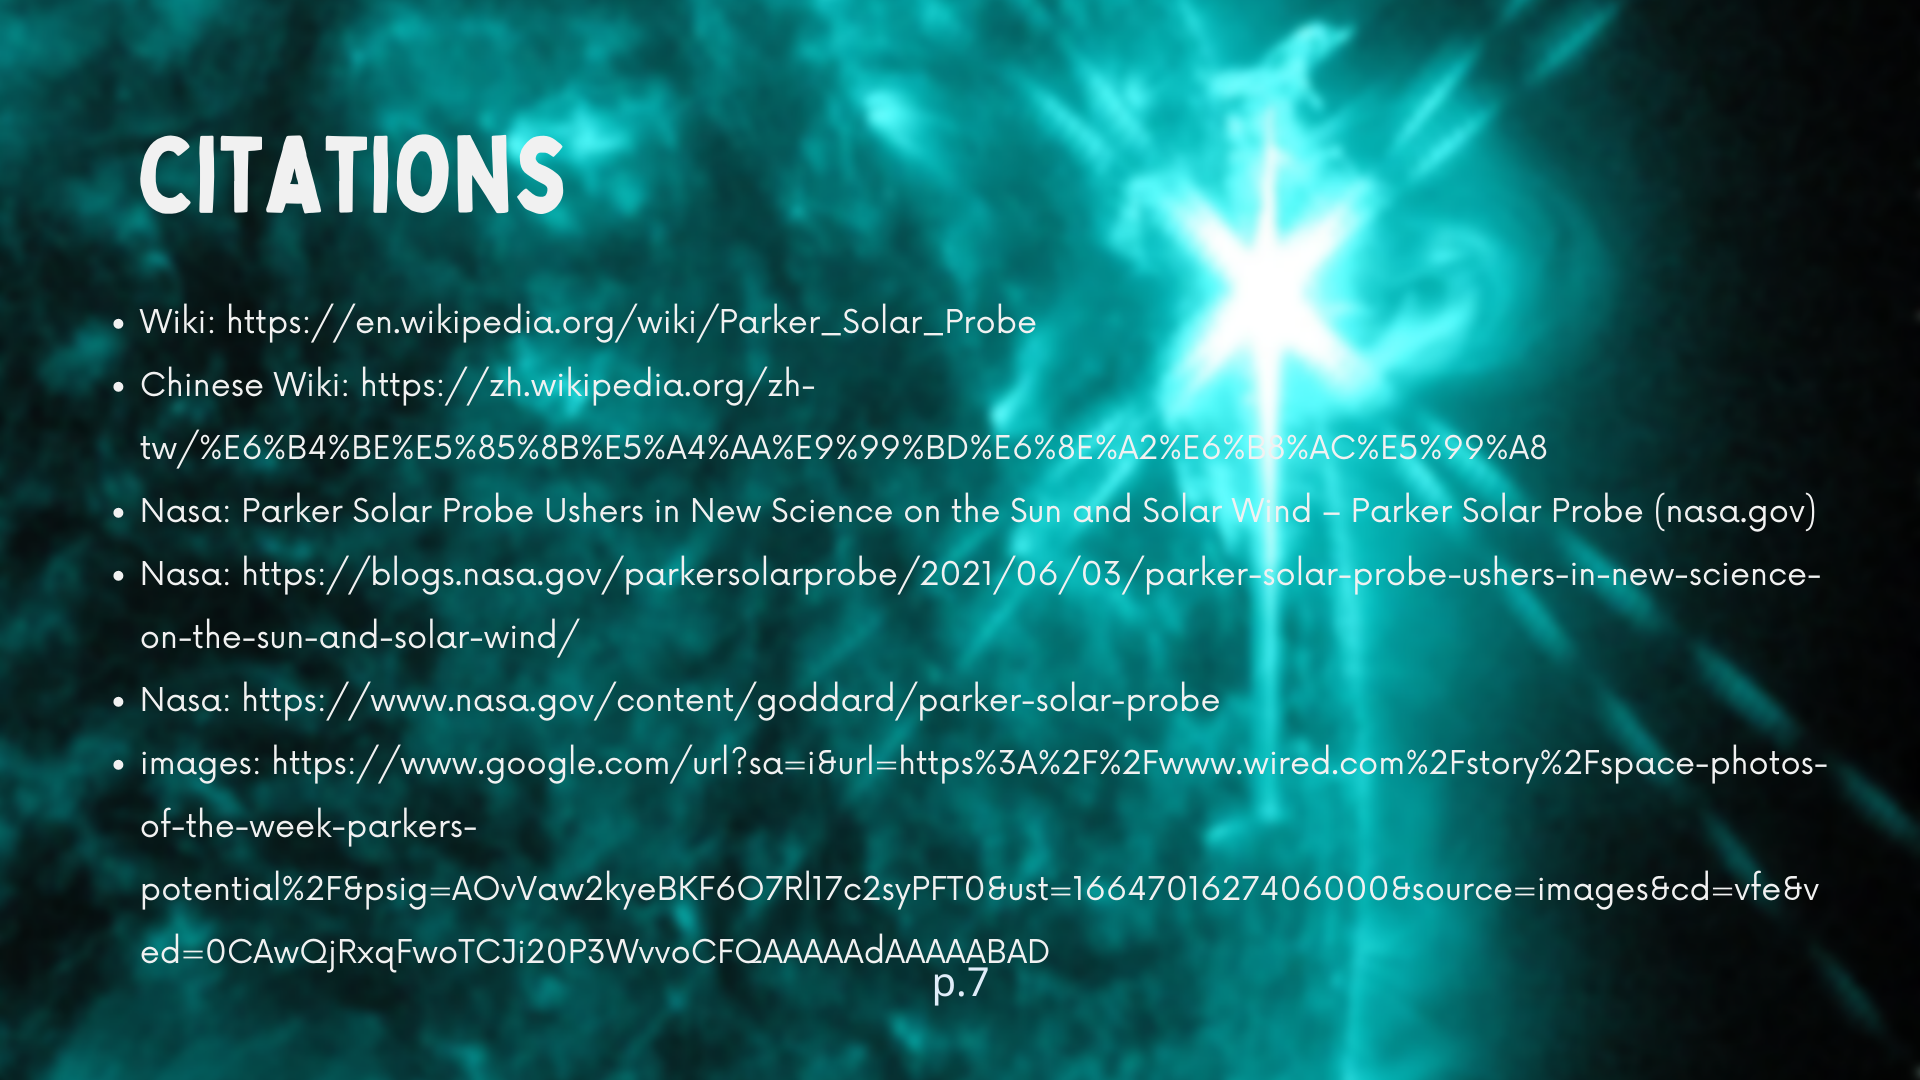 CITATIONS
Wiki: https://en.wikipedia.org/wiki/Parker_Solar_Probe
Chinese Wiki: https://zh.wikipedia.org/zh-
tw/%E6%B4%BE%E5%85%8B%E5%A4%AA%E9%99%BD%E6%8E%A2%E6%B8%AC%E5%99%A8
Nasa: Parker Solar Probe Ushers in New Science on the Sun and Solar Wind – Parker Solar Probe (nasa.gov)
Nasa: https://blogs.nasa.gov/parkersolarprobe/2021/06/03/parker-solar-probe-ushers-in-new-science-
on-the-sun-and-solar-wind/
Nasa: https://www.nasa.gov/content/goddard/parker-solar-probe
images: https://www.google.com/url?sa=i&url=https%3A%2F%2Fwww.wired.com%2Fstory%2Fspace-photos-
of-the-week-parkers-
potential%2F&psig=AOvVaw2kyeBKF6O7Rl17c2syPFT0&ust=1664701627406000&source=images&cd=vfe&v
ed=0CAwQjRxqFwoTCJi20P3WvvoCFQAAAAAdAAAAABAD
p.7